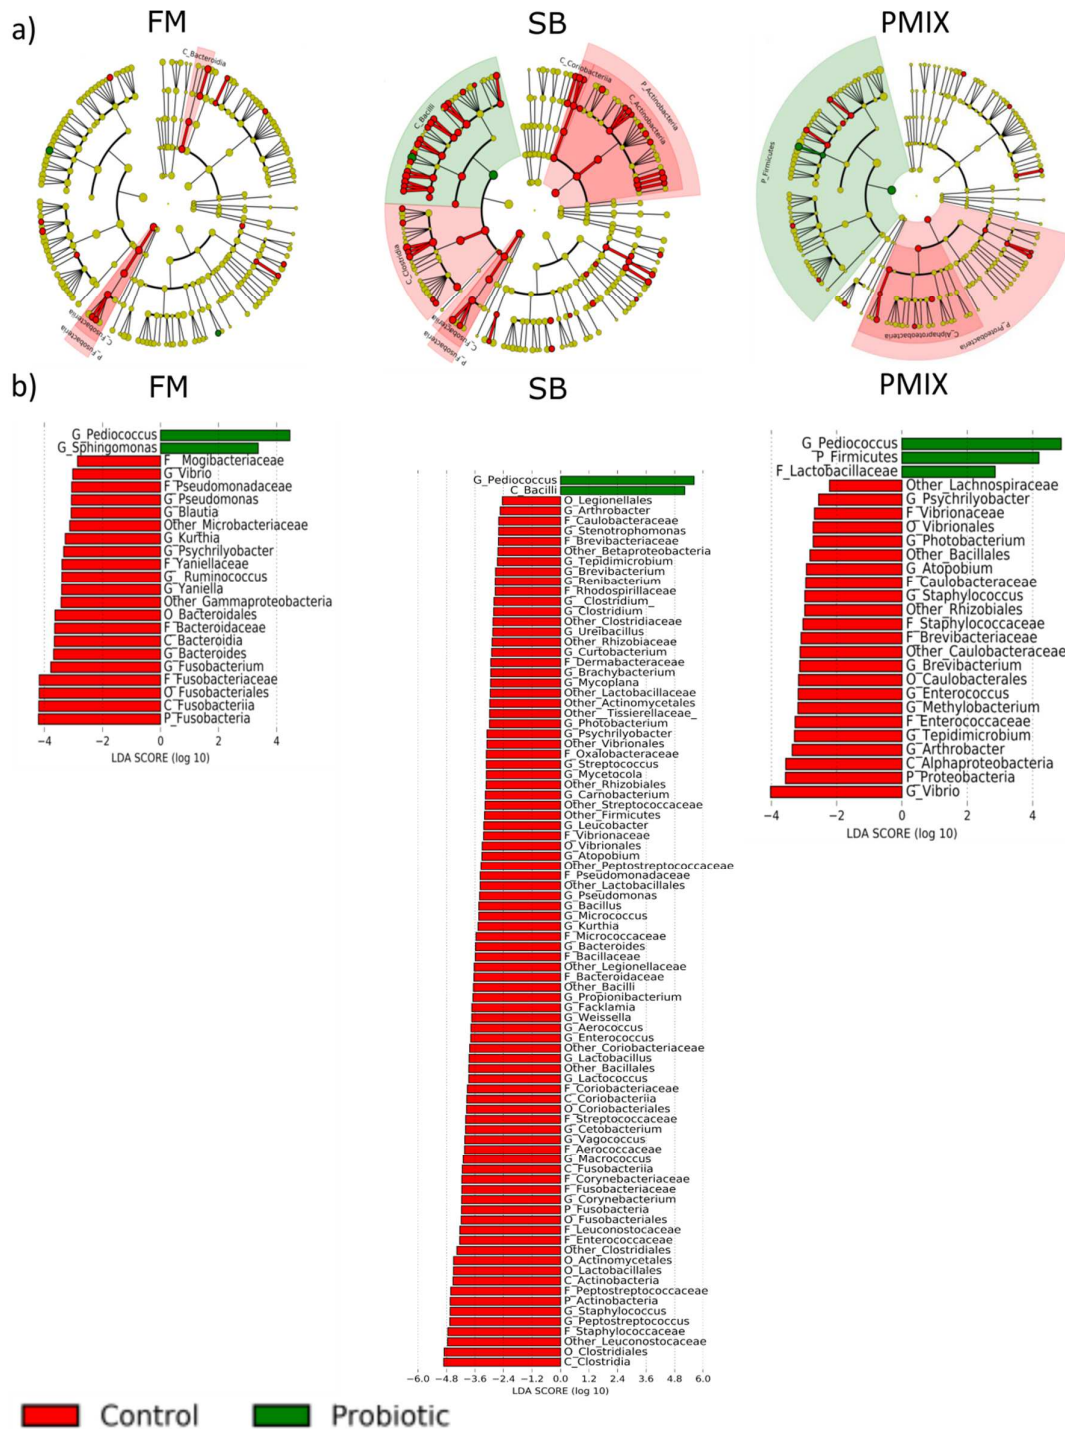 a)
FM
SB
PMIX
C_Bacteroidia
P_Fusobacteria
C_Fusobacteriia
C_Bacilli
C_Coriobacteriia
C_Actinobacteria
P_Actinobacteria
C_Clostridia
P_Fusobacteria
C_Fusobacteriia
P_Firmicutes
C_Alphaproteobacteria
P_Proteobacteria
b)
FM
SB
PMIX
G_Pediococcus
G_Sphingomonas
F__Mogibacteriaceae
G_Vibrio
F_Pseudomonadaceae
G_Pseudomonas
G_Blautia
Other_Microbacteriaceae
G_Kurthia
G_Psychrilyobacter
F_Yaniellaceae
G__Ruminococcus
G_Yaniella
Other_Gammaproteobacteria
O_Bacteroidales
F_Bacteroidaceae
C_Bacteroidia
G_Bacteroides
G_Fusobacterium
F_Fusobacteriaceae
O_Fusobacteriales
C_Fusobacteriia
P_Fusobacteria
−4 −2 0 2 4
LDA SCORE (log 10)
G_Pediococcus
C_Bacilli
O_Legionellales
G_Arthrobacter
F_Caulobacteraceae
G_Stenotrophomonas
F_Brevibacteriaceae
Other_Betaproteobacteria
G_Tepidimicrobium
G_Brevibacterium
G_Renibacterium
F_Rhodospirillaceae
G__Clostridium_
G_Clostridium
Other_Clostridiaceae
G_Ureibacillus
Other_Rhizobiaceae
G_Curtobacterium
F_Dermabacteraceae
G_Brachybacterium
G_Mycoplana
Other_Lactobacillaceae
Other_Actinomycetales
Other__Tissierellaceae_
G_Photobacterium
G_Psychrilyobacter
Other_Vibrionales
F_Oxalobacteraceae
G_Streptococcus
G_Mycetocola
Other_Rhizobiales
G_Carnobacterium
Other_Streptococcaceae
Other_Firmicutes
G_Leucobacter
F_Vibrionaceae
O_Vibrionales
G_Atopobium
Other_Peptostreptococcaceae
F_Pseudomonadaceae
Other_Lactobacillales
G_Pseudomonas
G_Bacillus
G_Micrococcus
G_Kurthia
F_Micrococcaceae
G_Bacteroides
F_Bacillaceae
Other_Legionellaceae
F_Bacteroidaceae
Other_Bacilli
G_Propionibacterium
G_Facklamia
G_Weissella
G_Aerococcus
G_Enterococcus
Other_Coriobacteriaceae
G_Lactobacillus
Other_Bacillales
G_Lactococcus
F_Coriobacteriaceae
C_Coriobacteriia
O_Coriobacteriales
F_Streptococcaceae
G_Cetobacterium
G_Vagococcus
F_Aerococcaceae
G_Macrococcus
C_Fusobacteriia
F_Corynebacteriaceae
F_Fusobacteriaceae
G_Corynebacterium
P_Fusobacteria
O_Fusobacteriales
F_Leuconostocaceae
F_Enterococcaceae
Other_Clostridiales
O_Actinomycetales
O_Lactobacillales
C_Actinobacteria
F_Peptostreptococcaceae
P_Actinobacteria
G_Staphylococcus
G_Peptostreptococcus
F_Staphylococcaceae
Other_Leuconostocaceae
O_Clostridiales
C_Clostridia
−6.0 −4.8 −3.6 −2.4 −1.2 0.0 1.2 2.4 3.6 4.8 6.0
LDA SCORE (log 10)
G_Pediococcus
P_Firmicutes
F_Lactobacillaceae
Other_Lachnospiraceae
G_Psychrilyobacter
F_Vibrionaceae
O_Vibrionales
G_Photobacterium
Other_Bacillales
G_Atopobium
F_Caulobacteraceae
G_Staphylococcus
Other_Rhizobiales
F_Staphylococcaceae
F_Brevibacteriaceae
Other_Caulobacteraceae
G_Brevibacterium
O_Caulobacterales
G_Enterococcus
G_Methylobacterium
F_Enterococcaceae
G_Tepidimicrobium
G_Arthrobacter
C_Alphaproteobacteria
P_Proteobacteria
G_Vibrio
−4 −2 0 2 4
LDA SCORE (log 10)
Control
Probiotic